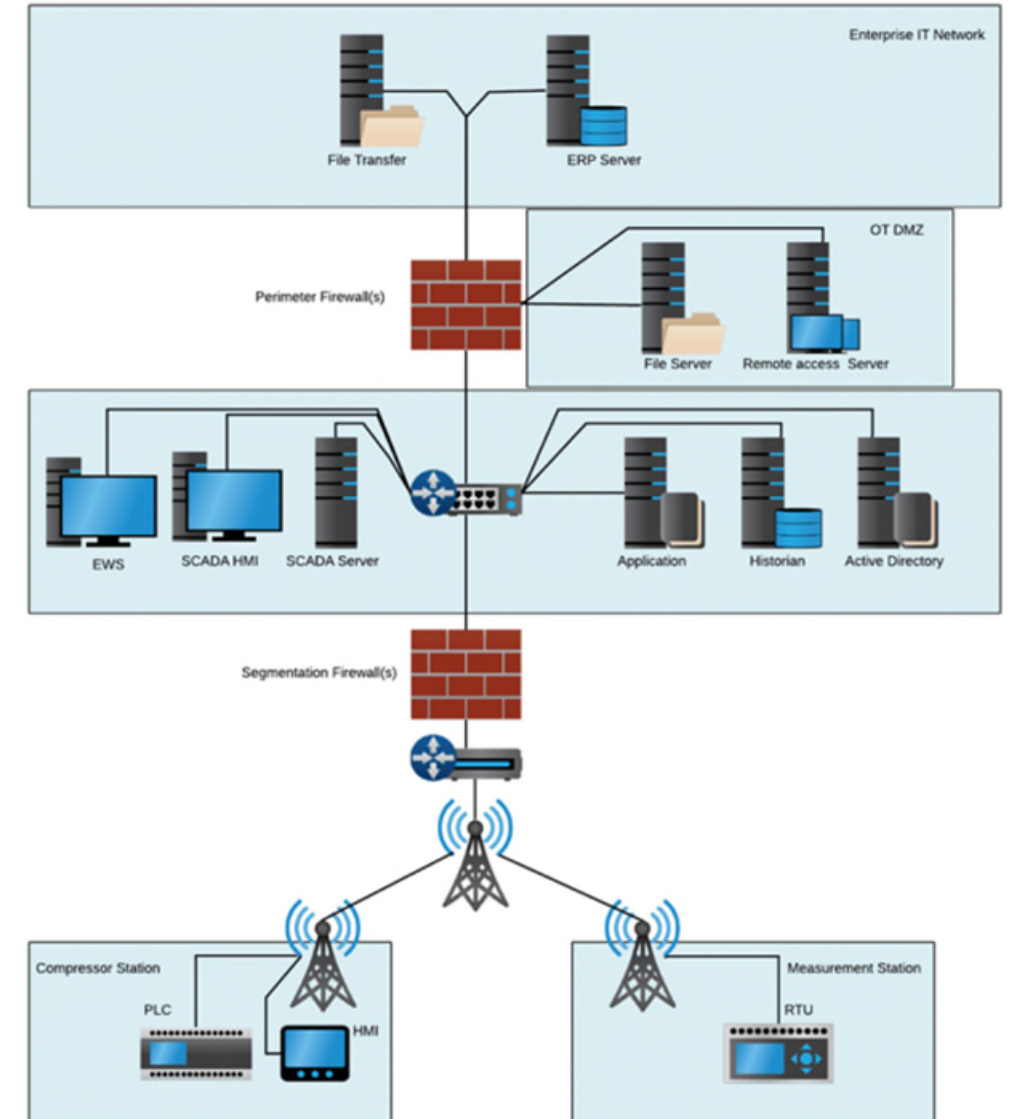 Enterprise IT Network
File Transfer
ERP Server
OT DMZ
Perimeter Firewall(s)
File Server
Remote access Server
EWS
SCADA HMI
SCADA Server
Application
Historian
Active Directory
Segmentation Firewall(s)
Compressor Station
Measurement Station
PLC
HMI
RTU